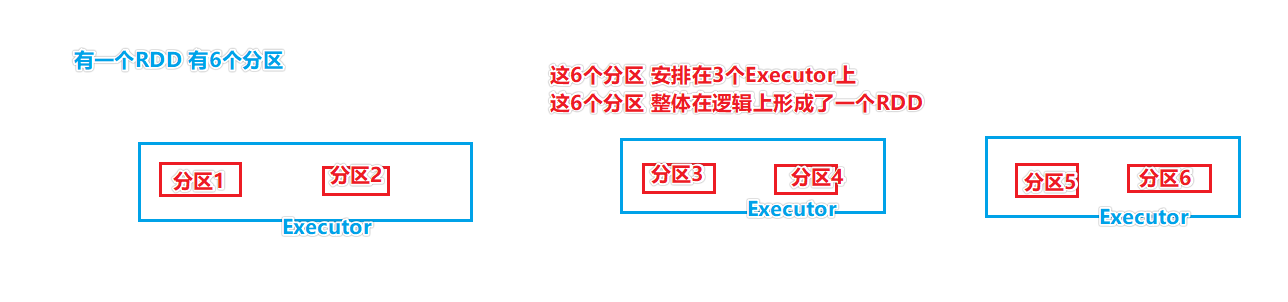 有一个RDD 有6个分区
这6个分区 安排在3个Executor上
这6个分区 整体在逻辑上形成了一个RDD
分区1
分区2
Executor
分区3
分区4
Executor
分区5
分区6
Executor